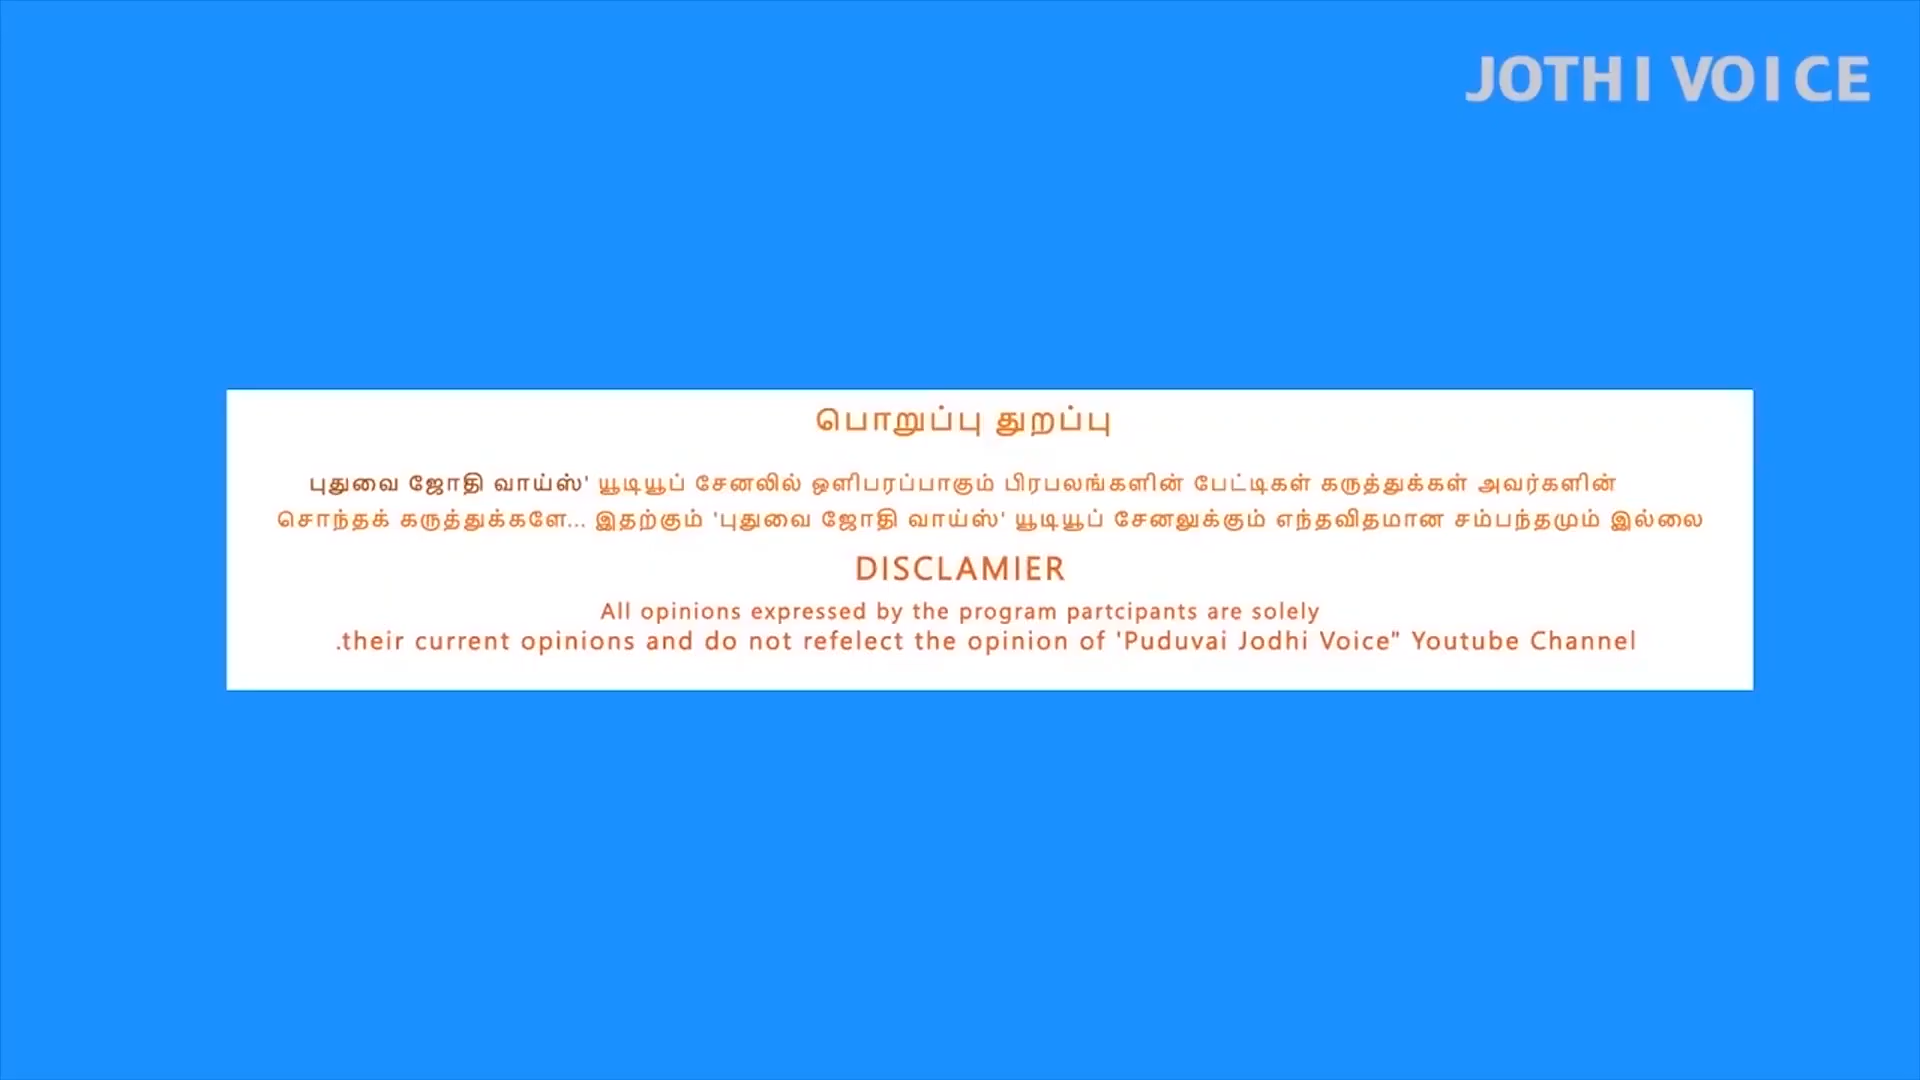 JOTHI VOICE
பொறுப்பு துறப்பு
புதுவை ஜோதி வாய்ஸ்' யூடியூப் சேனலில் ஒளிபரப்பாகும் பிரபலங்களின் பேட்டிகள் கருத்துக்கள் அவர்களின்
சொந்தக் கருத்துக்களே... இதற்கும் 'புதுவை ஜோதி வாய்ஸ்' யூடியூப் சேனலுக்கும் எந்தவிதமான சம்பந்தமும் இல்லை
DISCLAMIER
All opinions expressed by the program partcipants are solely
.their current opinions and do not refelect the opinion of 'Puduvai Jodhi Voice" Youtube Channel